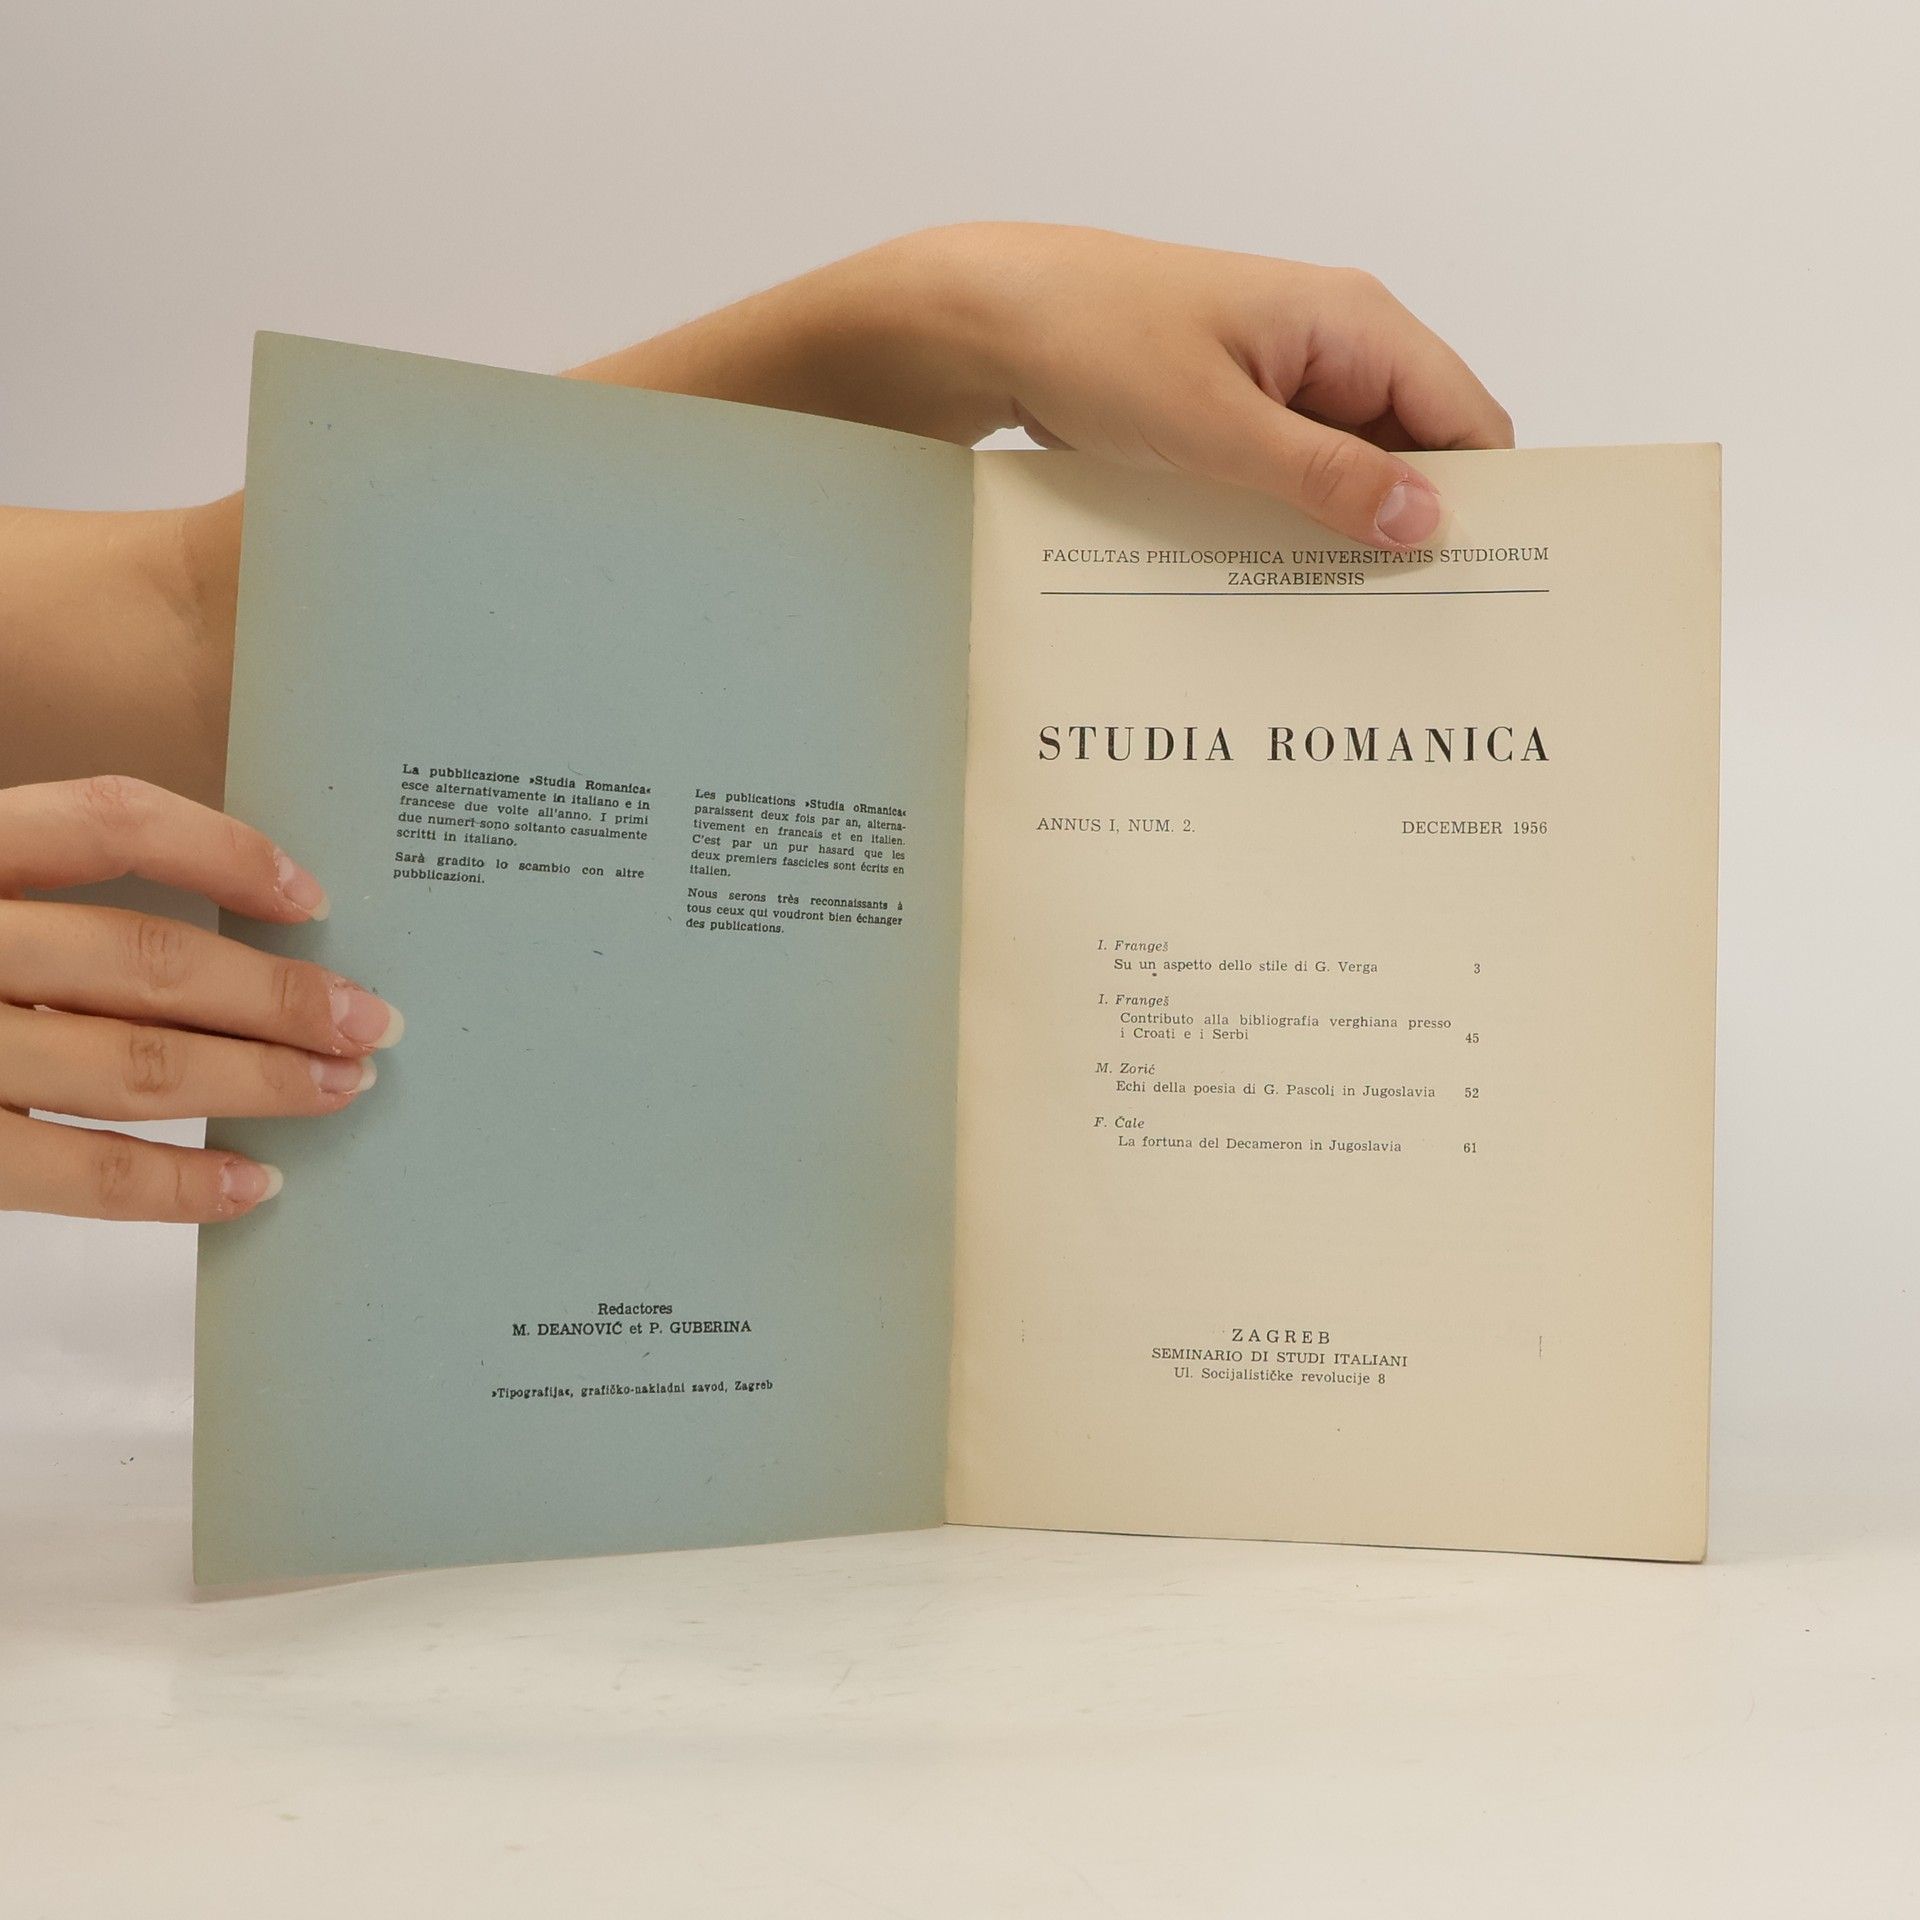 La pubblicazione »Studia Romanica«
esce alternativamente in italiano e in
francese due volte all'anno. I primi
due numeri sono soltanto casualmente
scritti in italiano.
Sarà gradito lo scambio con altre
pubblicazioni.
Les publications »Studia oRmanica«
paraissent deux fois par an, alterna-
tivement en francais et en italien.
C'est par un pur hasard que les
deux premiers fascicles sont écrits en
italien.
Nous serons très reconnaissants à
tous ceux qui voudront bien échanger
des publications.
Redactores
M. DEANOVIĆ et P. GUBERINA
»Tipografija«, grafičko-nakladni zavod, Zagreb
FACULTAS PHILOSOPHICA UNIVERSITATIS STUDIORUM
ZAGRABIENSIS
STUDIA ROMANICA
ANNUS I, NUM. 2. DECEMBER 1956
I. Frangeš
Su un aspetto dello stile di G. Verga 3
I. Frangeš
Contributo alla bibliografia verghiana presso
i Croati e i Serbi 45
M. Zorić
Echi della poesia di G. Pascoli in Jugoslavia 52
F. Čale
La fortuna del Decameron in Jugoslavia 61
ZAGREB
SEMINARIO DI STUDI ITALIANI
Ul. Socijalističke revolucije 8